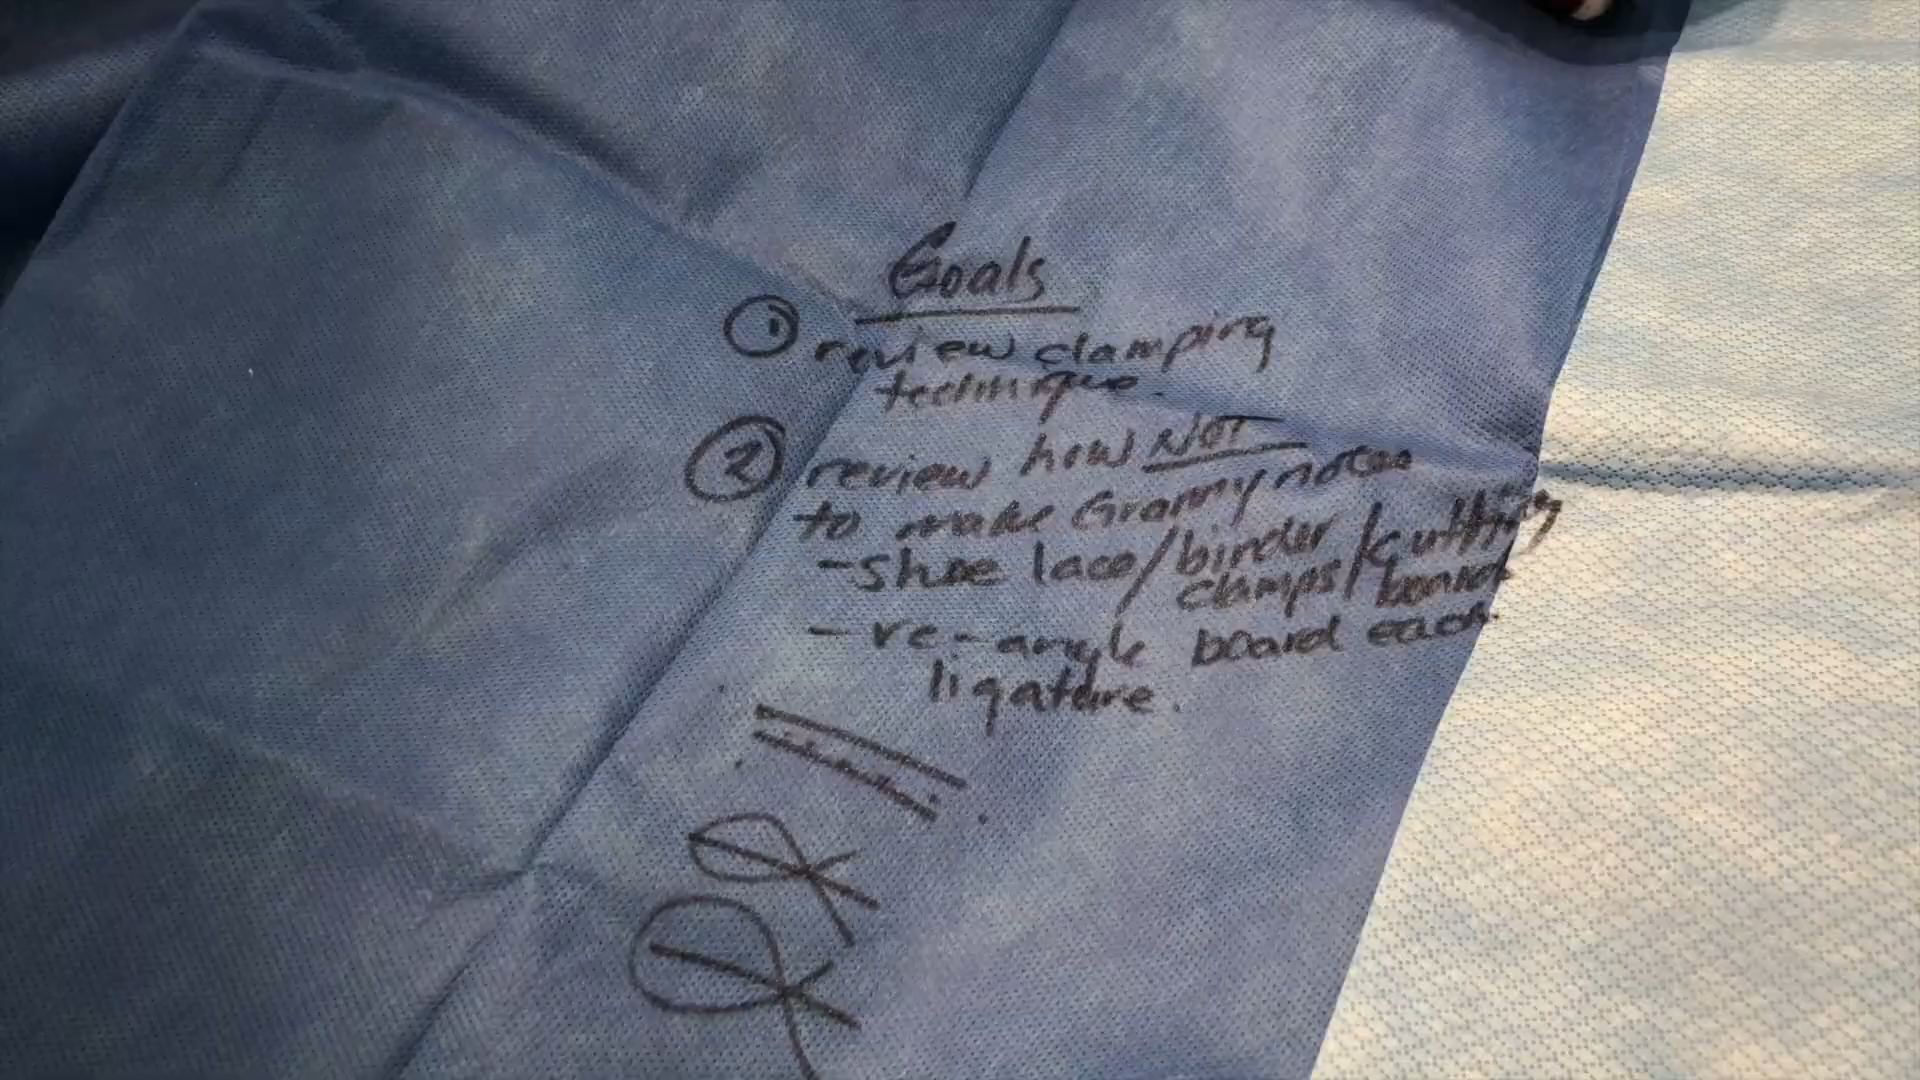 Goals
① review clamping
technique.
② review how NOT
to make Granny notes
-shoe lace/binder /cutting
clamps/ board
- re-angle board each
ligature.